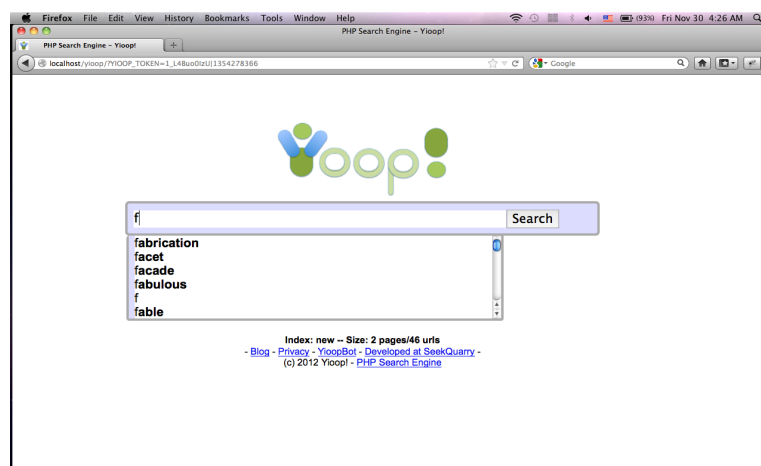 Firefox File Edit View History Bookmarks Tools Window Help (93%) Fri Nov 30 4:26 AM
PHP Search Engine – Yioop!
PHP Search Engine – Yioop!
localhost/yioop/?YIOOP_TOKEN=1_L48uo0IzU|1354278366 Google
Yioop!
f Search
fabrication
facet
facade
fabulous
f
fable
Index: new -- Size: 2 pages/46 urls
- Blog - Privacy - YioopBot - Developed at SeekQuarry -
(c) 2012 Yioop! - PHP Search Engine